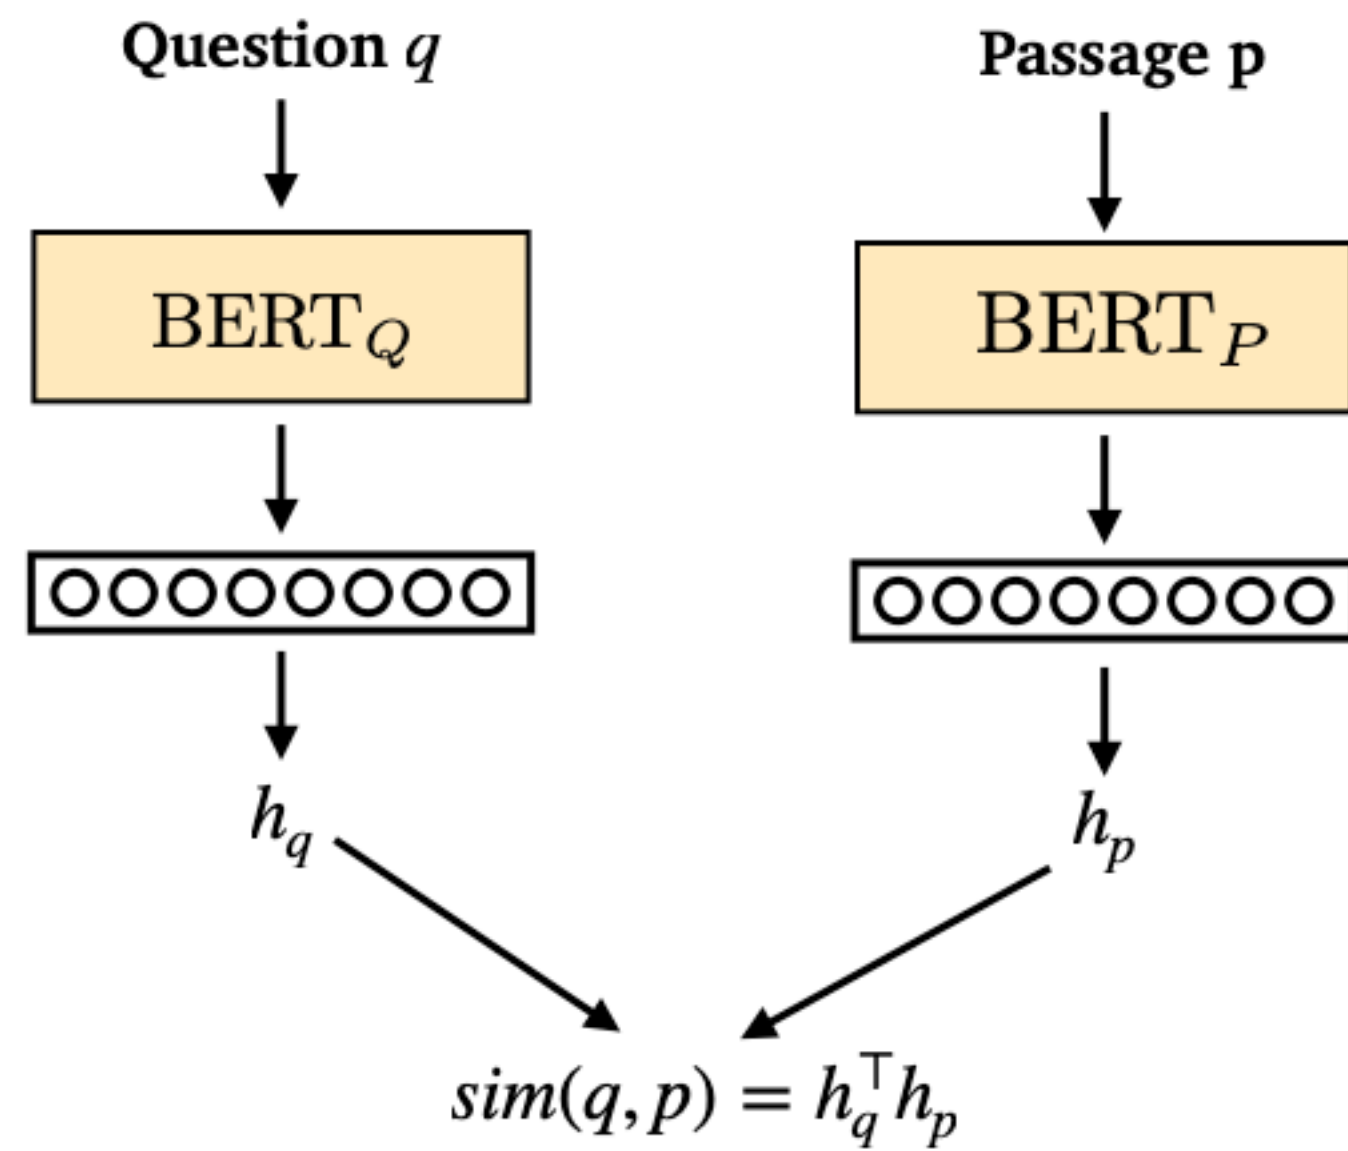 Question q
Passage p
BERT_Q
BERT_P
h_q
h_p
sim(q, p) = h_q^⊤ h_p